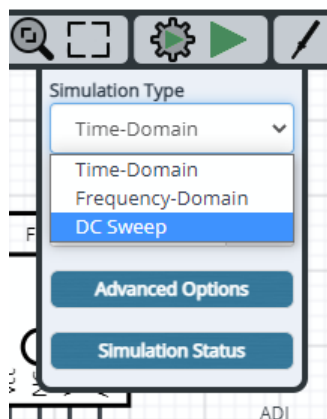 Simulation Type
Time-Domain
Time-Domain
Frequency-Domain
DC Sweep
F
Advanced Options
Simulation Status
ADI